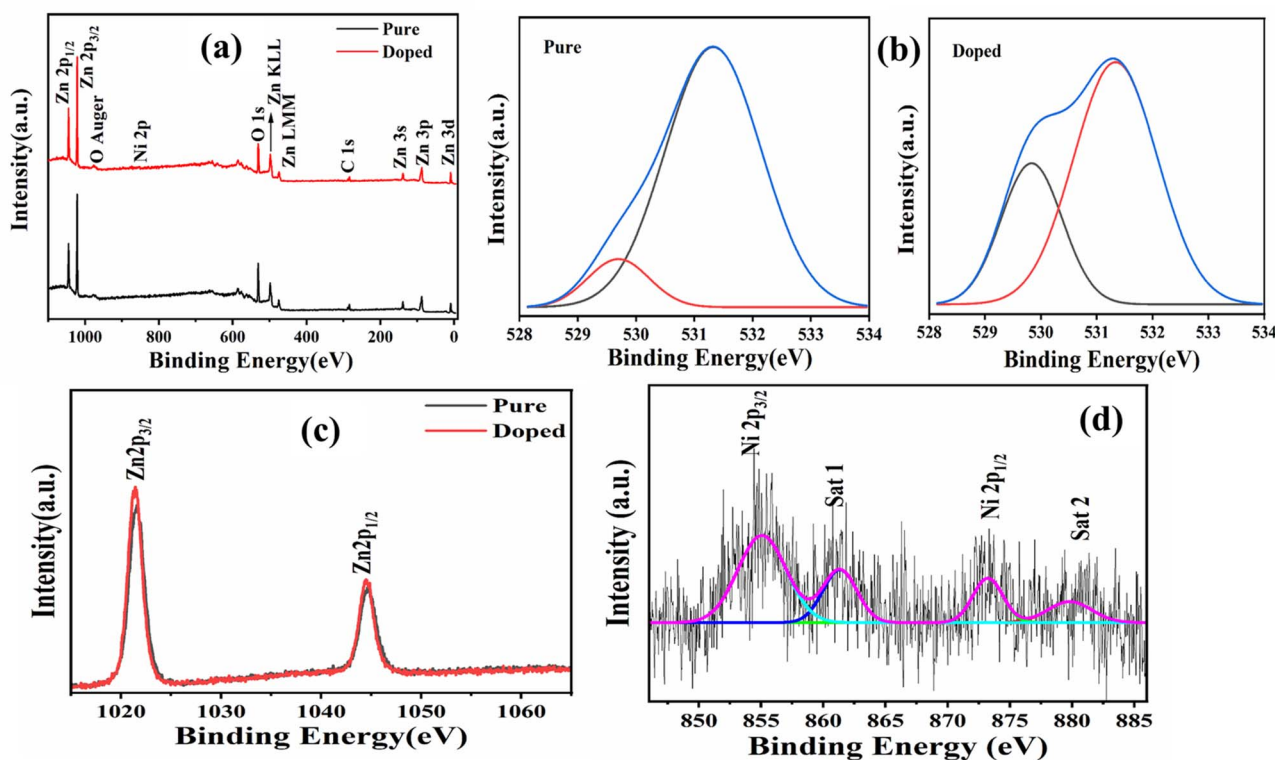 (a)
Pure
Doped
Zn 2p1/2
Zn 2p3/2
O Auger
Ni 2p
O 1s
Zn KLL
Zn LMM
C 1s
Zn 3s
Zn 3p
Zn 3d
Intensity(a.u.)
1000 800 600 400 200 0
Binding Energy(eV)
Pure
Intensity(a.u.)
528 529 530 531 532 533 534
Binding Energy(eV)
(b)
Doped
Intensity(a.u.)
528 529 530 531 532 533 534
Binding Energy(eV)
(c)
Pure
Doped
Zn2p3/2
Zn2p1/2
Intensity(a.u.)
1020 1030 1040 1050 1060
Binding Energy(eV)
(d)
Ni 2p3/2
Sat 1
Ni 2p1/2
Sat 2
Intensity (a.u.)
850 855 860 865 870 875 880 885
Binding Energy (eV)